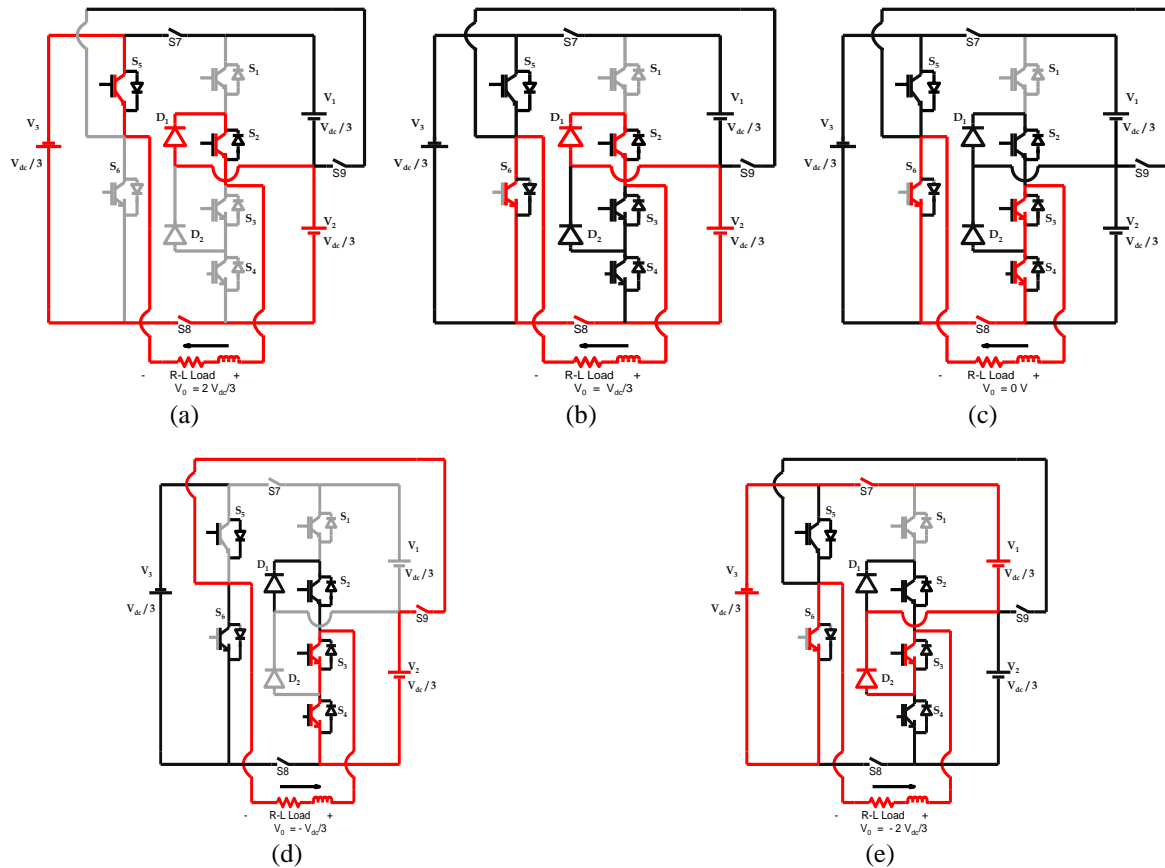 S7
S5
S1
V1
V3
D1
S2
Vdc/3
Vdc/3
S6
S9
S3
V2
D2
Vdc/3
S4
S8
- R-L Load +
V0 = 2 Vdc/3
(a)
S7
S5
S1
V1
V3
D1
S2
Vdc/3
Vdc/3
S6
S9
S3
V2
D2
Vdc/3
S4
S8
- R-L Load +
V0 = Vdc/3
(b)
S7
S5
S1
V1
V3
D1
S2
Vdc/3
Vdc/3
S6
S9
S3
V2
D2
Vdc/3
S4
S8
- R-L Load +
V0 = 0 V
(c)
S7
S5
S1
V1
V3
D1
S2
Vdc/3
Vdc/3
S6
S9
S3
V2
D2
Vdc/3
S4
S8
- R-L Load +
V0 = - Vdc/3
(d)
S7
S5
S1
V1
V3
D1
S2
Vdc/3
Vdc/3
S6
S9
S3
V2
D2
Vdc/3
S4
S8
- R-L Load +
V0 = - 2 Vdc/3
(e)